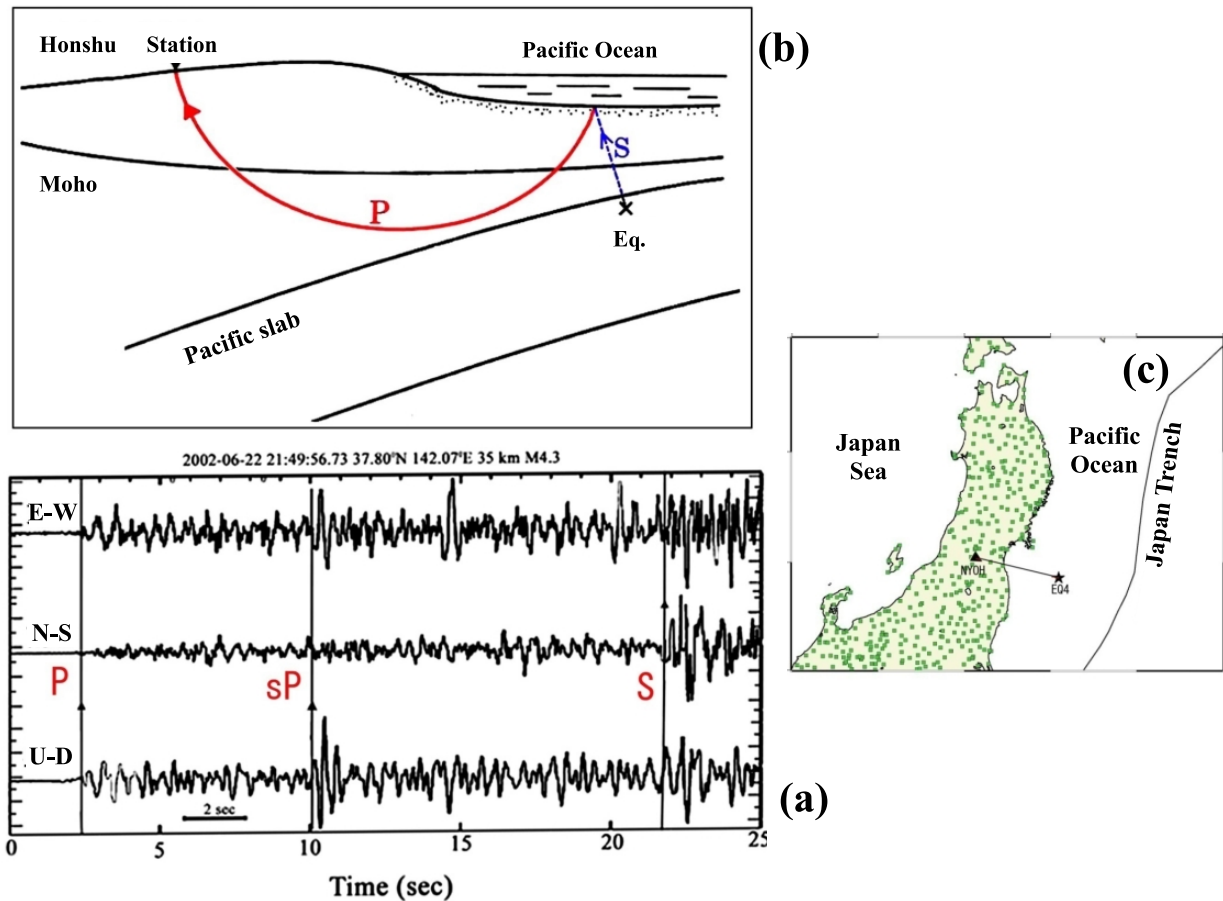 (b)
Honshu
Station
Pacific Ocean
S
Moho
P
Eq.
Pacific slab
(c)
Japan
Sea
Pacific
Ocean
Japan Trench
NYOH
EQ4
2002-06-22 21:49:56.73 37.80°N 142.07°E 35 km M4.3
E-W
N-S
P
sP
S
U-D
2 sec
(a)
0
5
10
15
20
25
Time (sec)